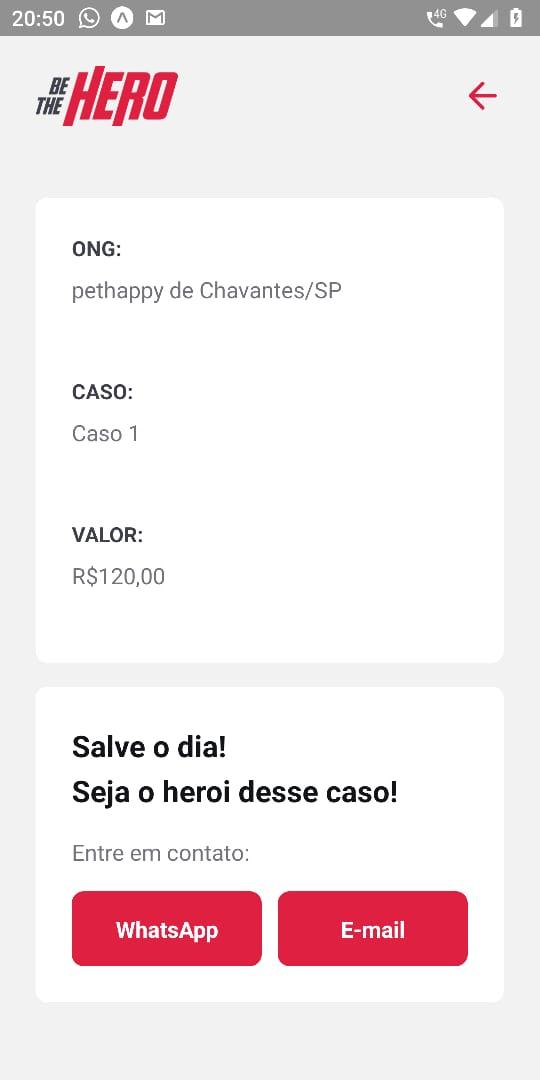 20:50
4G
BE
THE HERO
ONG:
pethappy de Chavantes/SP
CASO:
Caso 1
VALOR:
R$120,00
Salve o dia!
Seja o heroi desse caso!
Entre em contato:
WhatsApp
E-mail